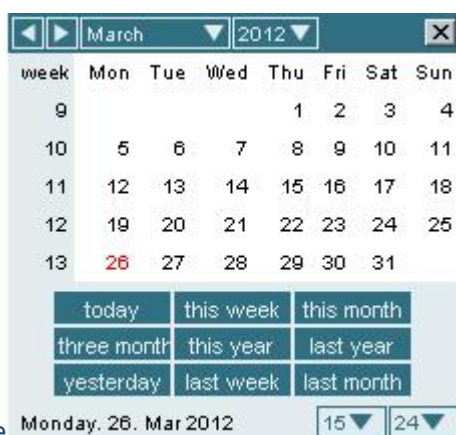 March 2012
week Mon Tue Wed Thu Fri Sat Sun
9 1 2 3 4
10 5 6 7 8 9 10 11
11 12 13 14 15 16 17 18
12 19 20 21 22 23 24 25
13 26 27 28 29 30 31
today this week this month
three month this year last year
yesterday last week last month
e Monday. 26. Mar 2012 15 24